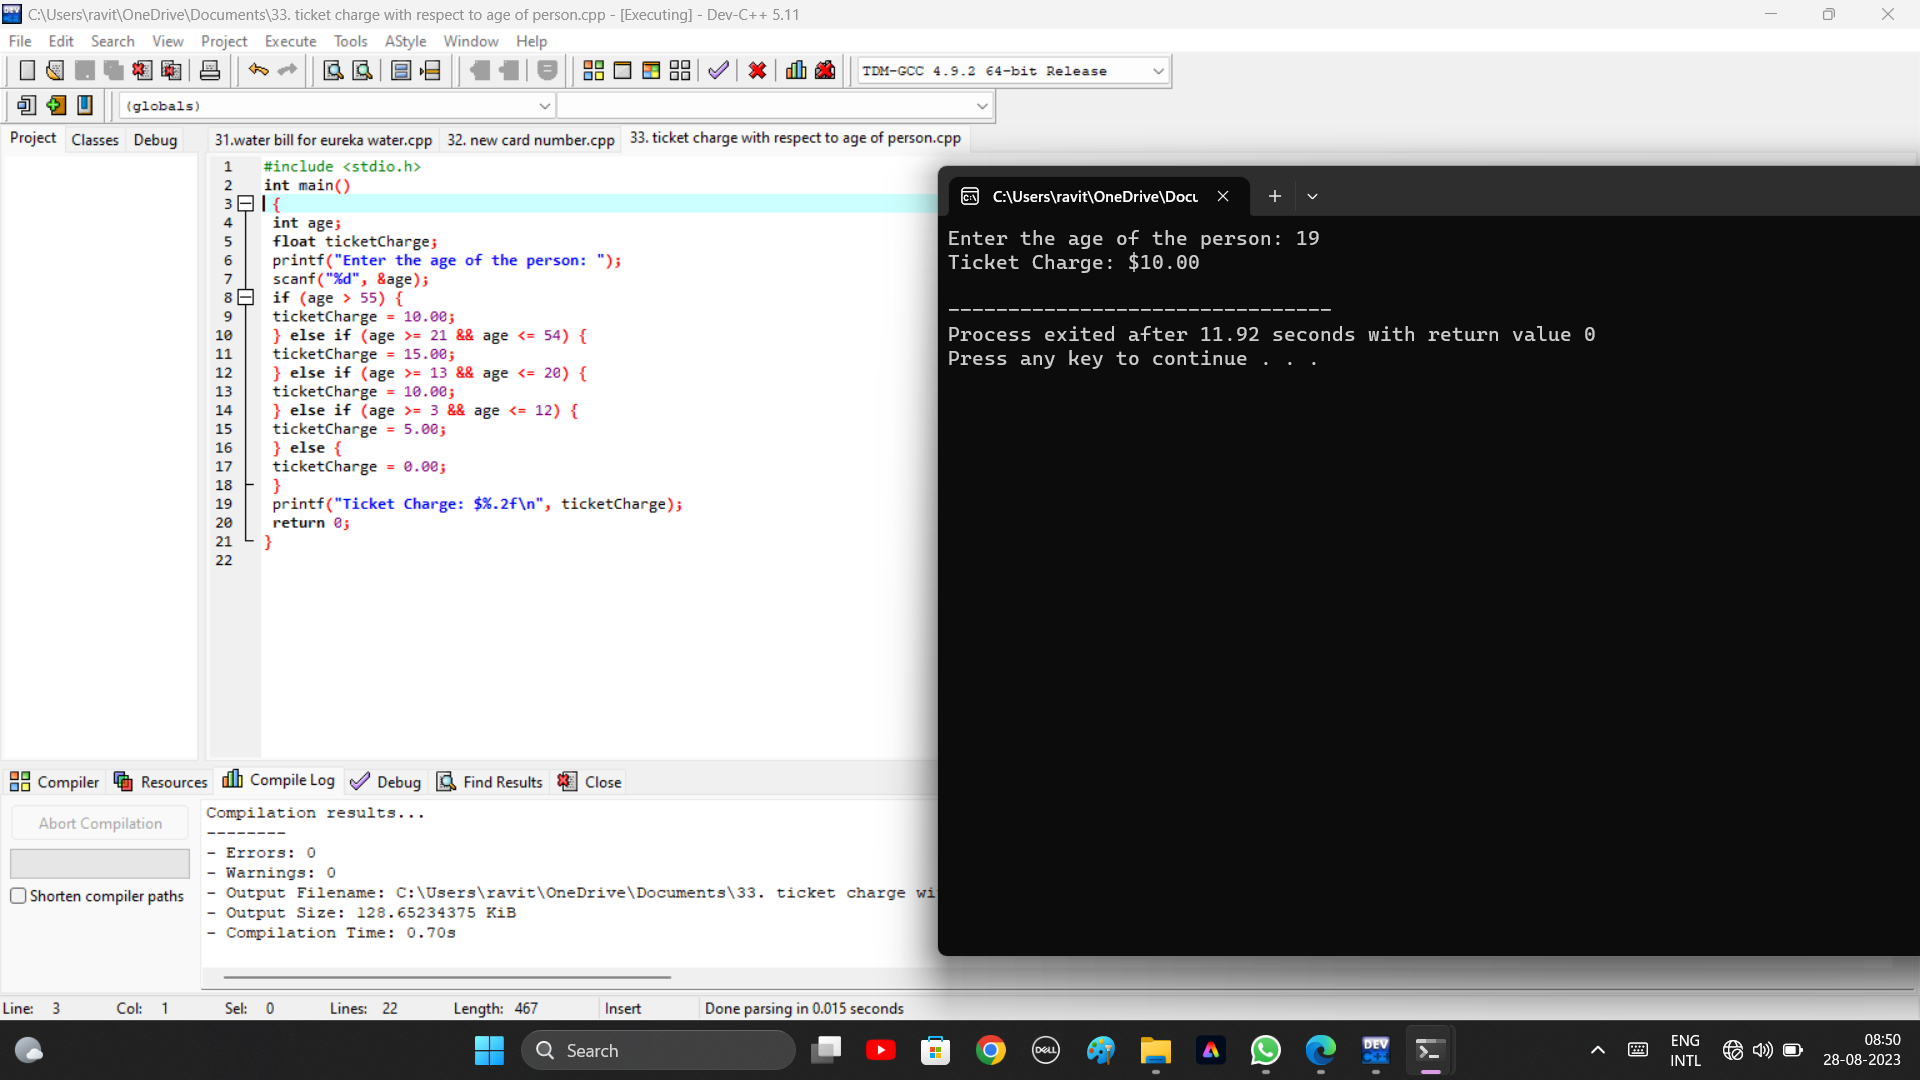 C:\Users\ravit\OneDrive\Documents\33. ticket charge with respect to age of person.cpp - [Executing] - Dev-C++ 5.11
File Edit Search View Project Execute Tools AStyle Window Help
TDM-GCC 4.9.2 64-bit Release
(globals)
Project Classes Debug
31.water bill for eureka water.cpp 32. new card number.cpp 33. ticket charge with respect to age of person.cpp
1 #include <stdio.h>
2 int main()
3 {
4 int age;
5 float ticketCharge;
6 printf("Enter the age of the person: ");
7 scanf("%d", &age);
8 if (age > 55) {
9 ticketCharge = 10.00;
10 } else if (age >= 21 && age <= 54) {
11 ticketCharge = 15.00;
12 } else if (age >= 13 && age <= 20) {
13 ticketCharge = 10.00;
14 } else if (age >= 3 && age <= 12) {
15 ticketCharge = 5.00;
16 } else {
17 ticketCharge = 0.00;
18 }
19 printf("Ticket Charge: $%.2f\n", ticketCharge);
20 return 0;
21 }
22
C:\Users\ravit\OneDrive\Docu
Enter the age of the person: 19
Ticket Charge: $10.00
--------------------------------
Process exited after 11.92 seconds with return value 0
Press any key to continue . . .
Compiler Resources Compile Log Debug Find Results Close
Abort Compilation
Shorten compiler paths
Compilation results...
--------
- Errors: 0
- Warnings: 0
- Output Filename: C:\Users\ravit\OneDrive\Documents\33. ticket charge wi
- Output Size: 128.65234375 KiB
- Compilation Time: 0.70s
Line: 3 Col: 1 Sel: 0 Lines: 22 Length: 467 Insert Done parsing in 0.015 seconds
Search
DELL
DEV C++
ENG
INTL
08:50
28-08-2023